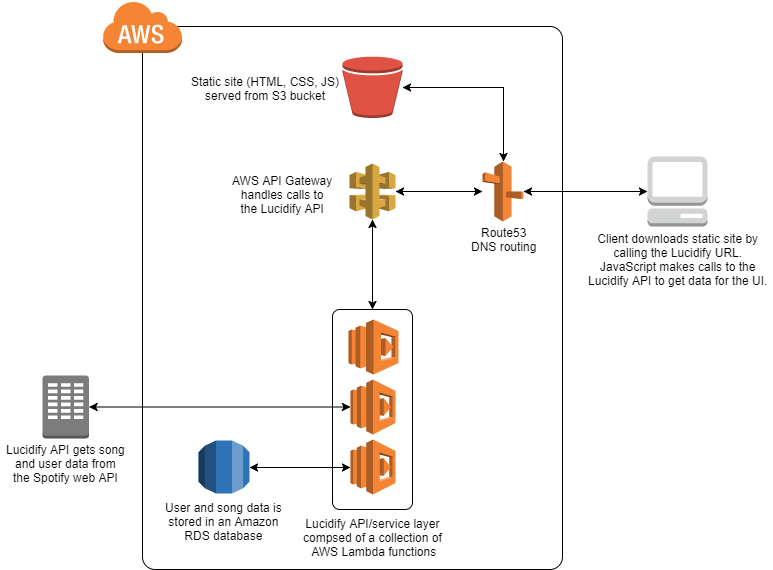 AWS
Static site (HTML, CSS, JS)
served from S3 bucket
AWS API Gateway
handles calls to
the Lucidify API
Route53
DNS routing
Client downloads static site by
calling the Lucidify URL.
JavaScript makes calls to the
Lucidify API to get data for the UI.
Lucidify API gets song
and user data from
the Spotify web API
User and song data is
stored in an Amazon
RDS database
Lucidify API/service layer
compsed of a collection of
AWS Lambda functions